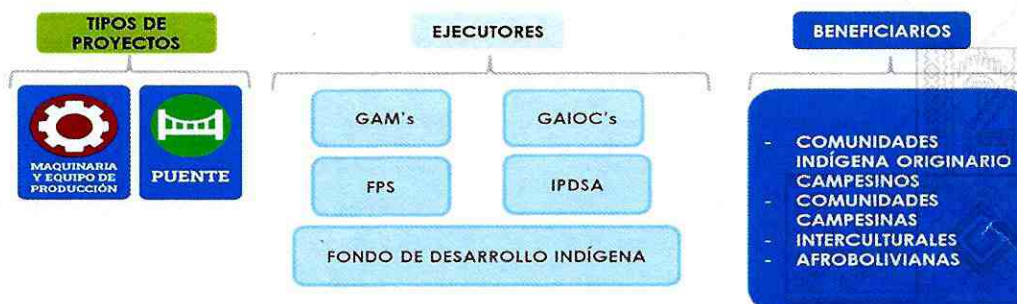 TIPOS DE
PROYECTOS
MAQUINARIA
Y EQUIPO DE
PRODUCCIÓN
PUENTE
EJECUTORES
GAM's
GAIOC's
FPS
IPDSA
FONDO DE DESARROLLO INDÍGENA
BENEFICIARIOS
- COMUNIDADES
INDÍGENA ORIGINARIO
CAMPESINOS
- COMUNIDADES
CAMPESINAS
- INTERCULTURALES
- AFROBOLIVIANAS